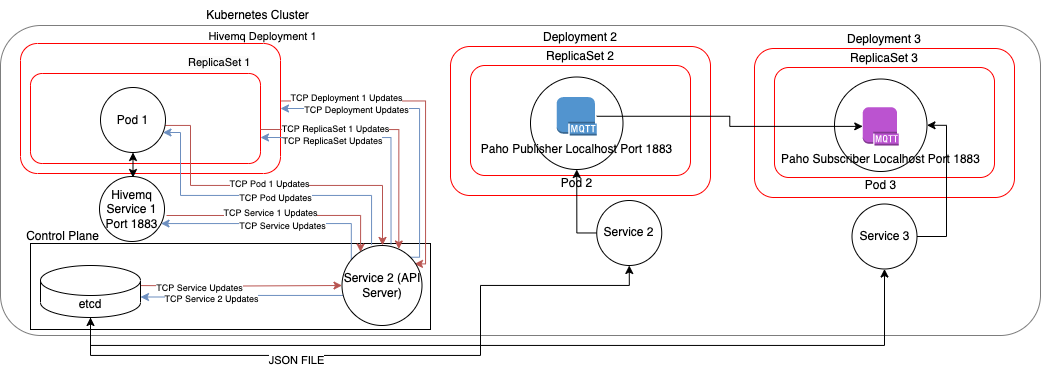 Kubernetes Cluster
Hivemq Deployment 1
ReplicaSet 1
Pod 1
Hivemq
Service 1
Port 1883
TCP Deployment 1 Updates
TCP Deployment Updates
TCP ReplicaSet 1 Updates
TCP ReplicaSet Updates
TCP Pod 1 Updates
TCP Pod Updates
TCP Service 1 Updates
TCP Service Updates
Control Plane
etcd
TCP Service Updates
TCP Service 2 Updates
Service 2 (API
Server)
JSON FILE
Deployment 2
ReplicaSet 2
MQTT
Paho Publisher Localhost Port 1883
Pod 2
Service 2
Deployment 3
ReplicaSet 3
MQTT
Paho Subscriber Localhost Port 1883
Pod 3
Service 3